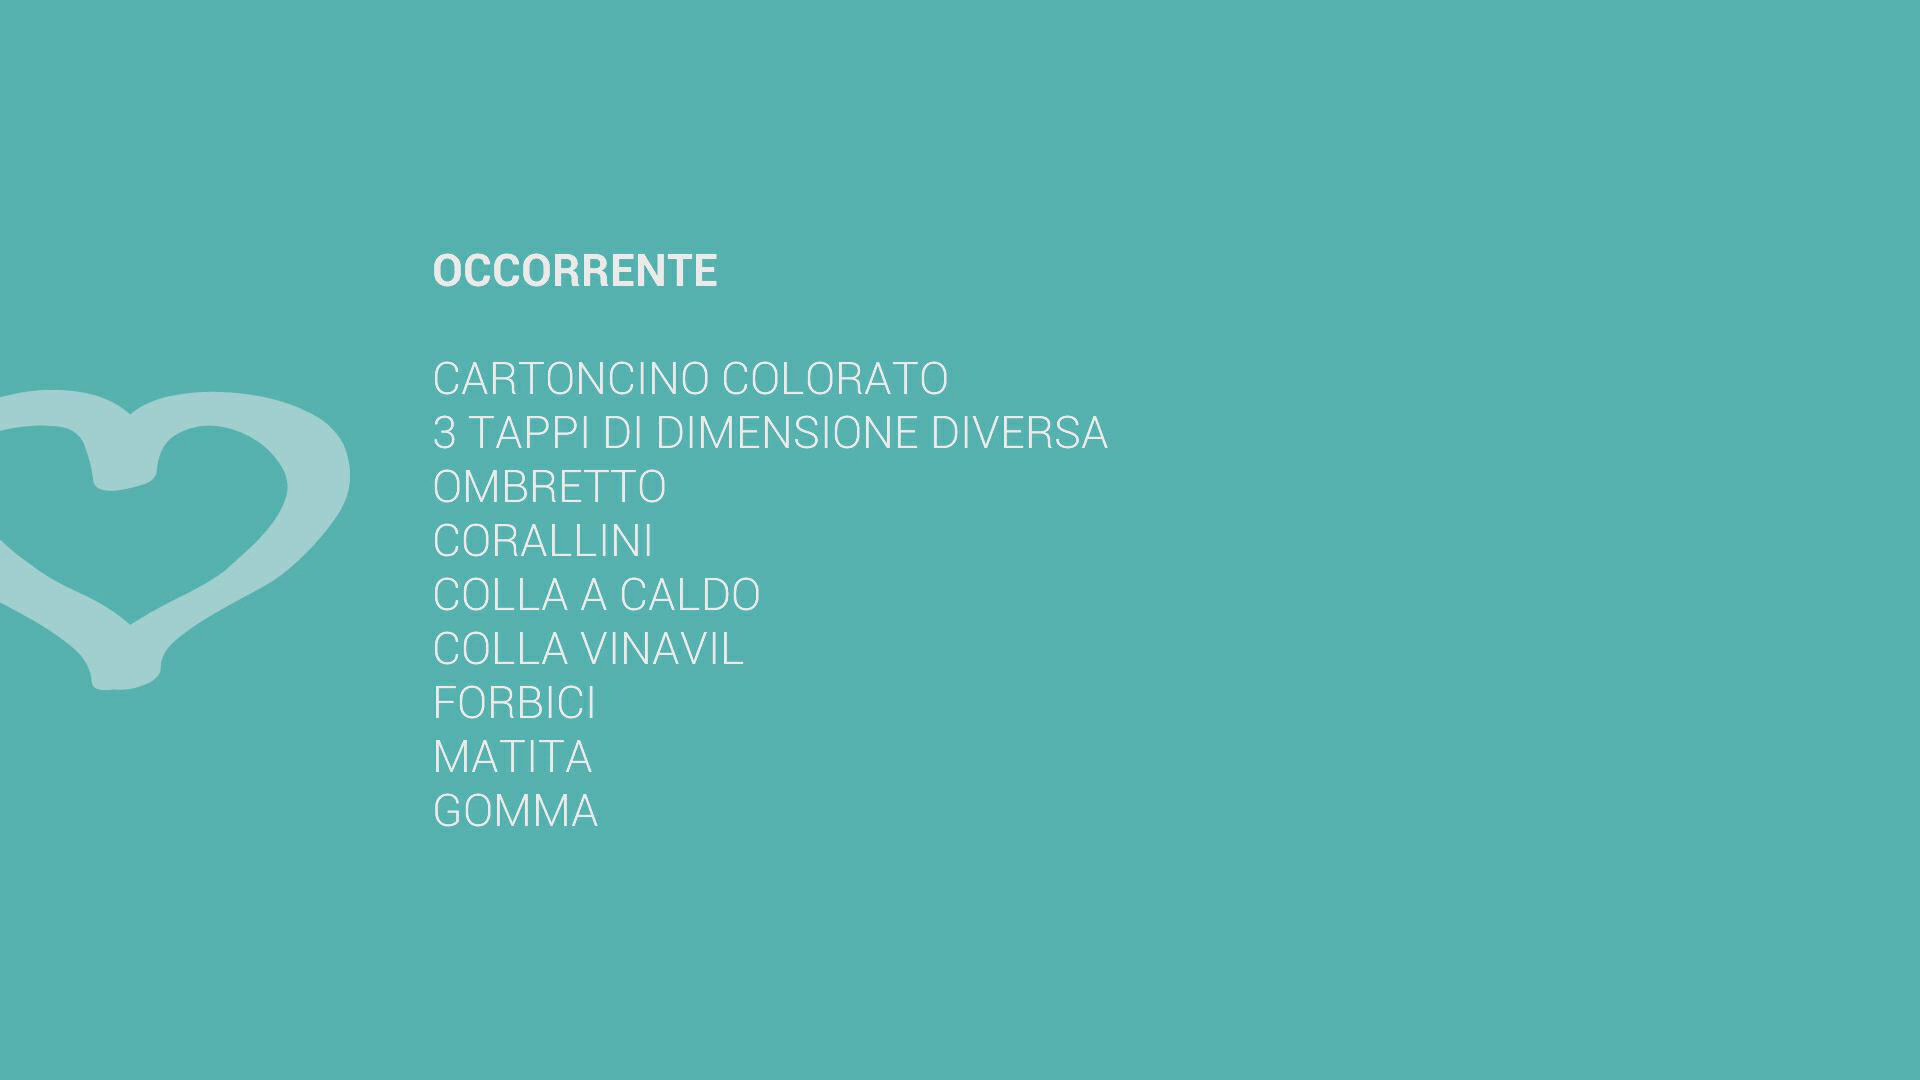 OCCORRENTE
CARTONCINO COLORATO
3 TAPPI DI DIMENSIONE DIVERSA
OMBRETTO
CORALLINI
COLLA A CALDO
COLLA VINAVIL
FORBICI
MATITA
GOMMA